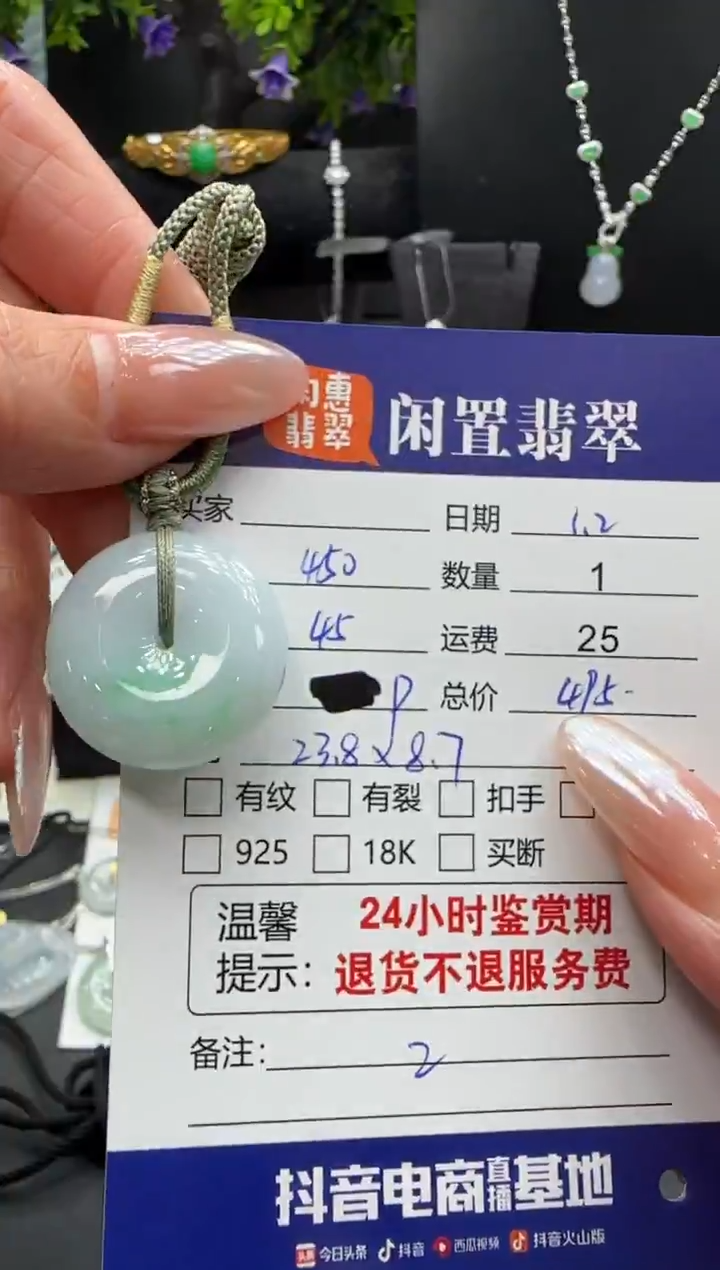 惠 闲置翡翠
翡翠
买家 日期 1.2
450 数量 1
45 运费 25
总价 495
23.8×8.7
有纹 有裂 扣手
925 18K 买断
温馨 24小时鉴赏期
提示: 退货不退服务费
备注: 2
抖音电商直播基地
头条 今日头条 抖音 西瓜视频 抖音火山版